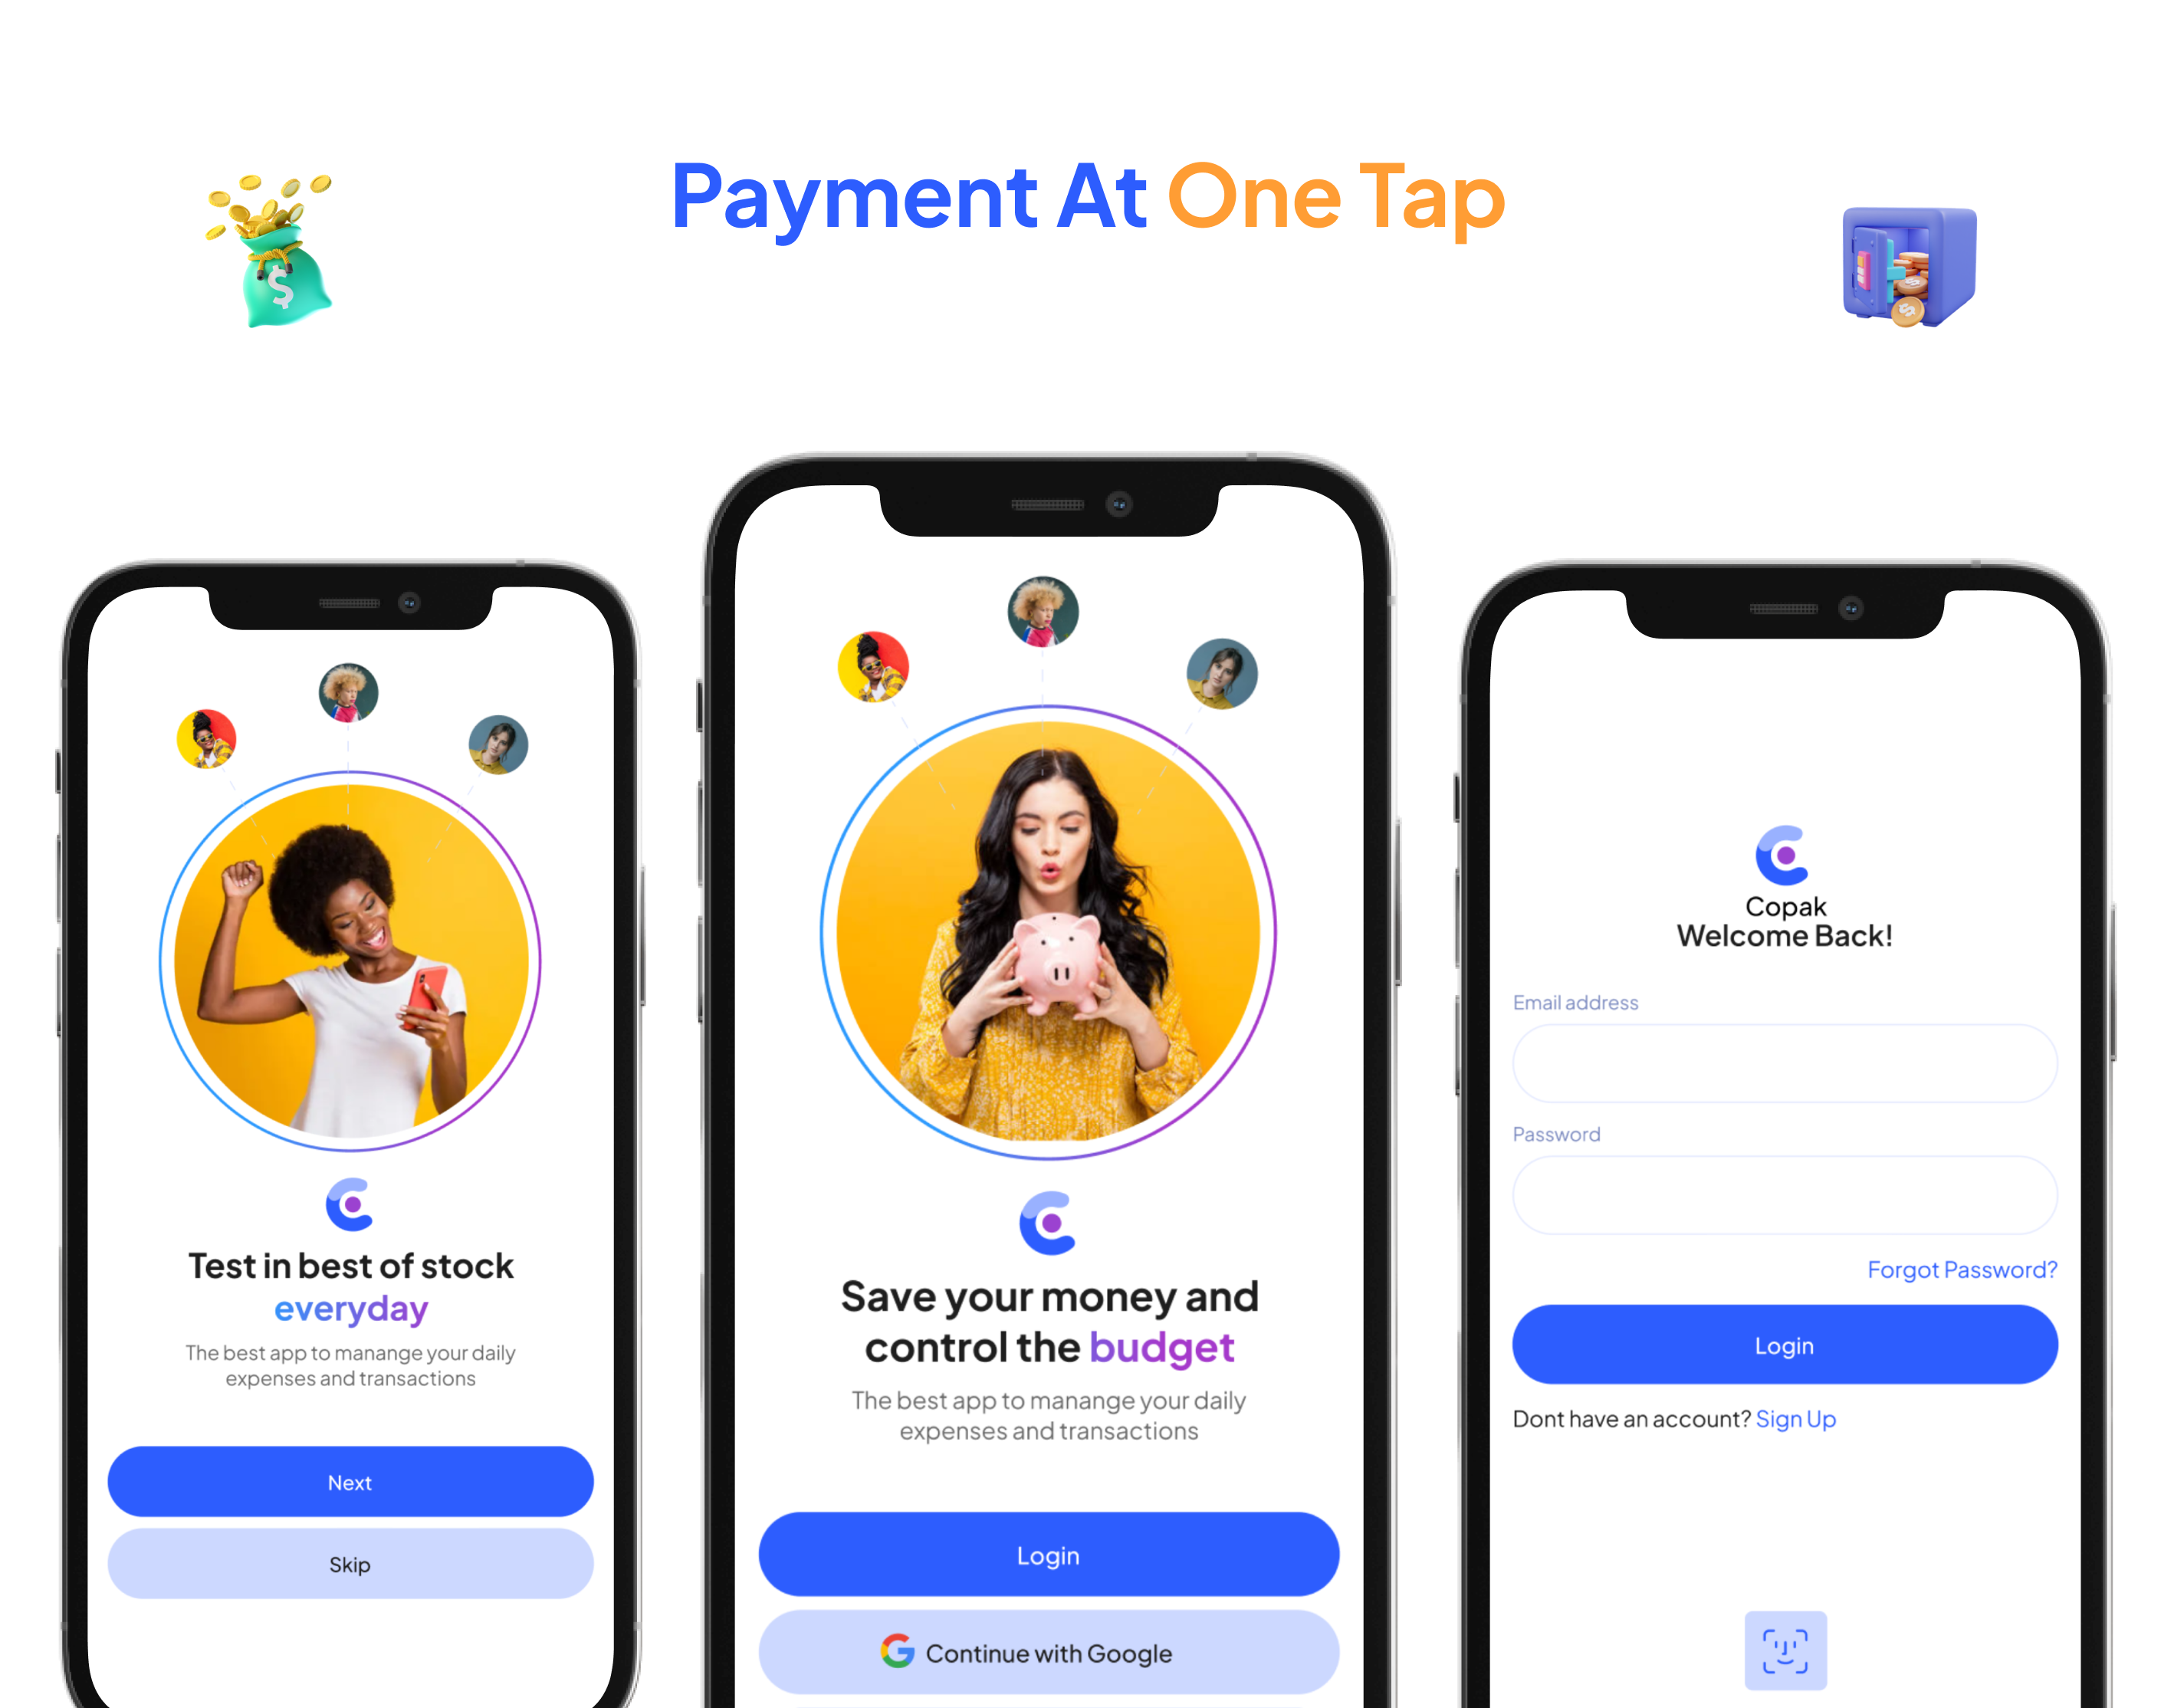 Payment At One Tap
$
Test in best of stock
everyday
The best app to manange your daily
expenses and transactions
Next
Skip
Save your money and
control the budget
The best app to manange your daily
expenses and transactions
Login
Continue with Google
Copak
Welcome Back!
Email address
Password
Forgot Password?
Login
Dont have an account? Sign Up